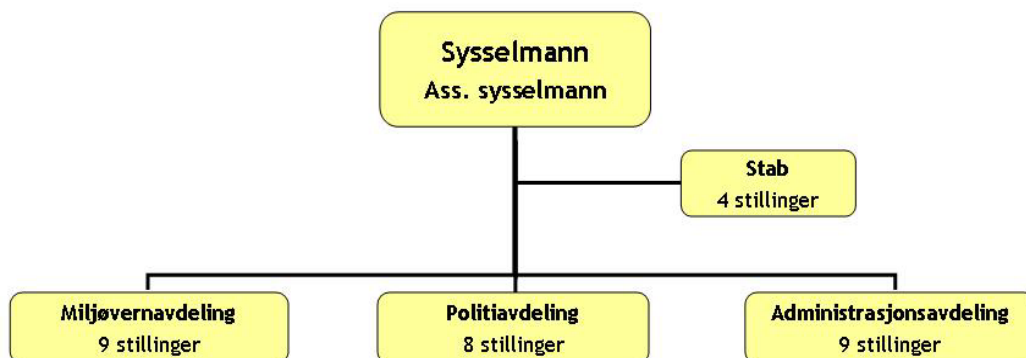 Sysselmann
Ass. sysselmann
Stab
4 stillinger
Miljøvernavdeling
9 stillinger
Politiavdeling
8 stillinger
Administrasjonsavdeling
9 stillinger